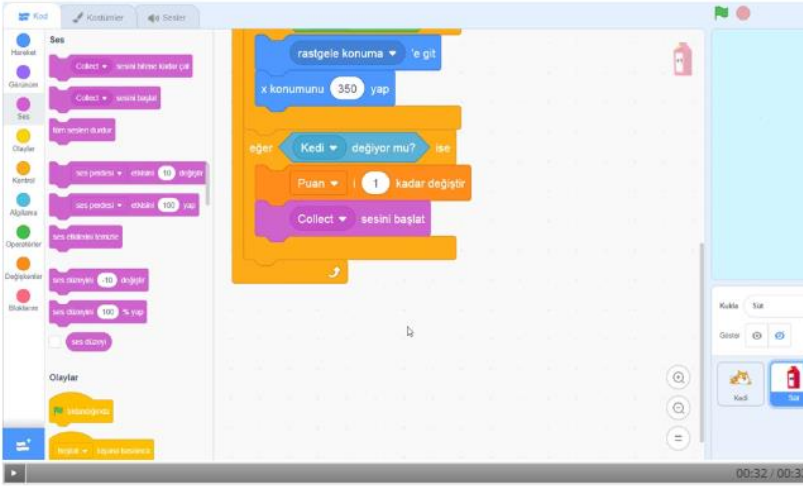 Kod
Kostümler
Sesler
Hareket
Görünüm
Ses
Olaylar
Kontrol
Algılama
Operatörler
Değişkenler
Bloklarım
Ses
Collect sesini bitene kadar çal
Collect sesini başlat
tüm sesleri durdur
ses perdesi etkisini 10 değiştir
ses perdesi etkisini 100 yap
ses etkilerini temizle
ses düzeyini -10 değiştir
ses düzeyini 100 % yap
ses düzeyi
Olaylar
tıklandığında
boşluk tuşuna basılınca
rastgele konuma 'e git
x konumunu 350 yap
eğer Kedi değiyor mu? ise
Puan i 1 kadar değiştir
Collect sesini başlat
Kukla Süt
Göster
Kedi
Süt
00:32 / 00:3